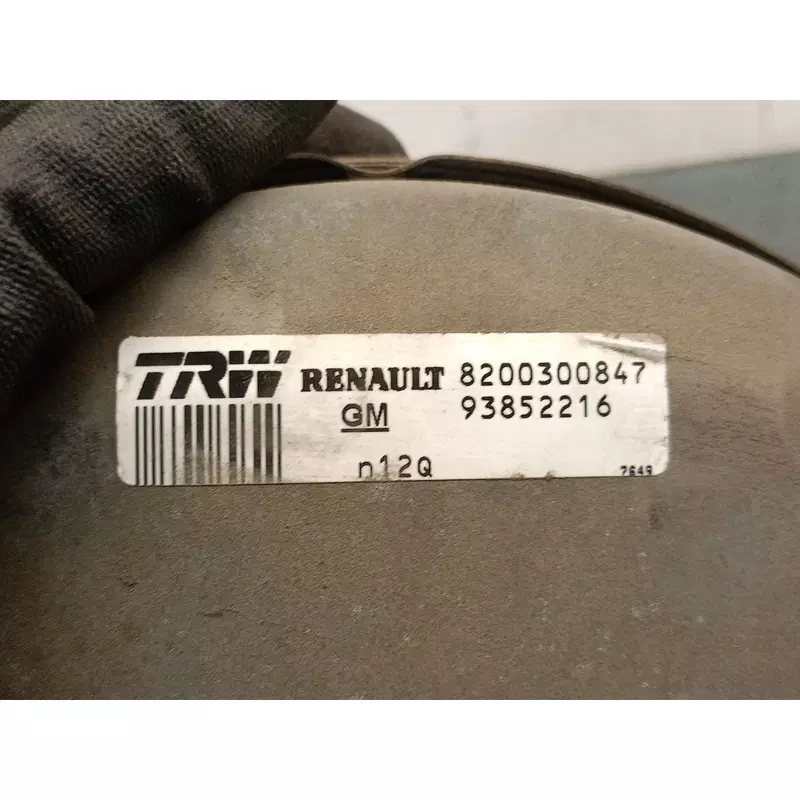 TRW RENAULT 8200300847
GM 93852216
n12Q 7649